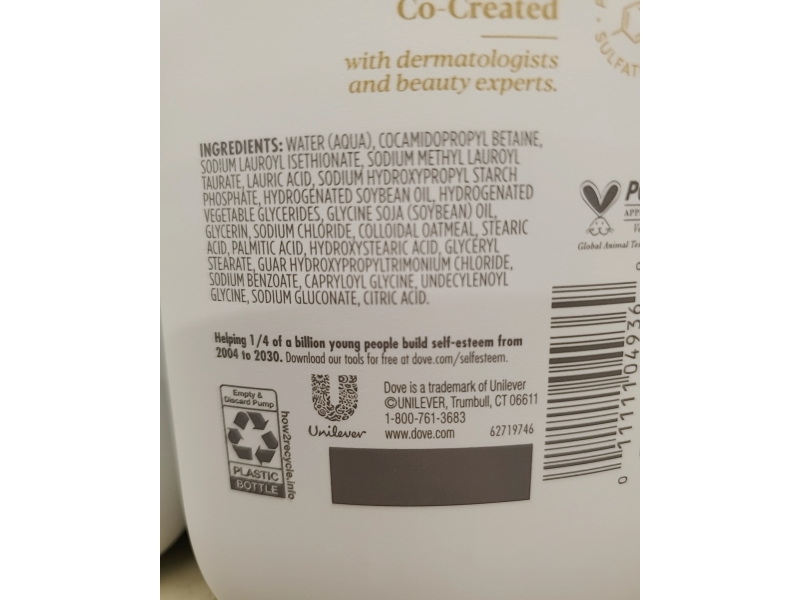 Co-Created
with dermatologists
and beauty experts.
SULFAT
INGREDIENTS: WATER (AQUA), COCAMIDOPROPYL BETAINE,
SODIUM LAUROYL ISETHIONATE, SODIUM METHYL LAUROYL
TAURATE, LAURIC ACID, SODIUM HYDROXYPROPYL STARCH
PHOSPHATE, HYDROGENATED SOYBEAN OIL, HYDROGENATED
VEGETABLE GLYCERIDES, GLYCINE SOJA (SOYBEAN) OIL,
GLYCERIN, SODIUM CHLORIDE, COLLOIDAL OATMEAL, STEARIC
ACID, PALMITIC ACID, HYDROXYSTEARIC ACID, GLYCERYL
STEARATE, GUAR HYDROXYPROPYLTRIMONIUM CHLORIDE,
SODIUM BENZOATE, CAPRYLOYL GLYCINE, UNDECYLENOYL
GLYCINE, SODIUM GLUCONATE, CITRIC ACID.
Global Animal Te
Helping 1/4 of a billion young people build self-esteem from
2004 to 2030. Download our tools for free at dove.com/selfesteem.
Empty &
Discard Pump
PLASTIC
BOTTLE
how2recycle.info
Unilever
Dove is a trademark of Unilever
©UNILEVER, Trumbull, CT 06611
1-800-761-3683
www.dove.com
62719746
0 11111 04936